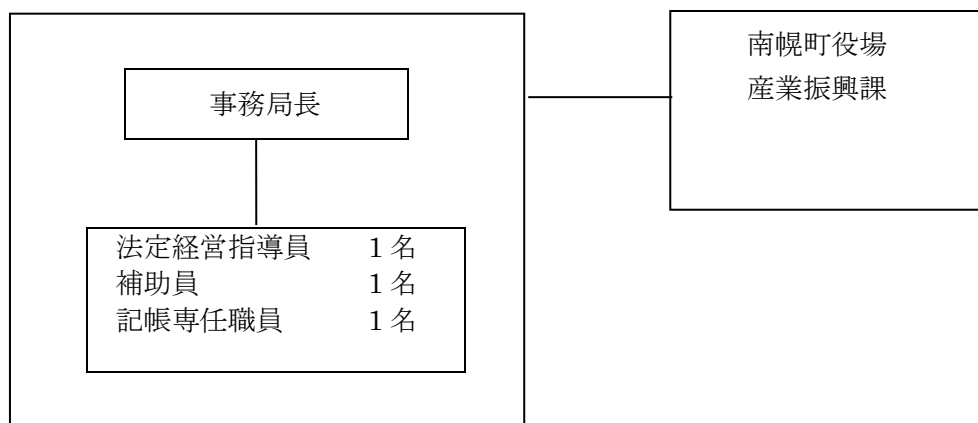 事務局長
法定経営指導員 1名
補助員 1名
記帳専任職員 1名
南幌町役場
産業振興課